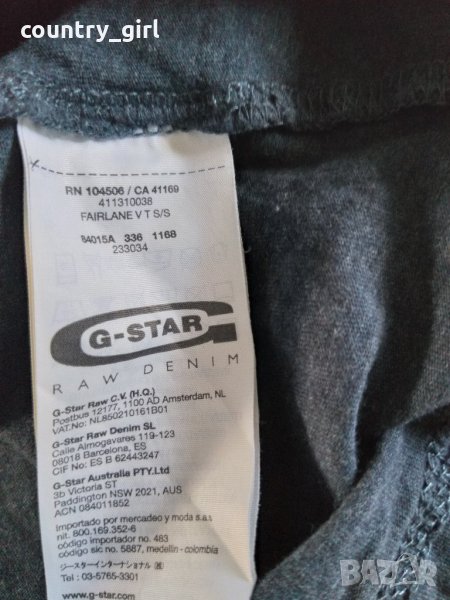 country_girl
RN 104506 / CA 41169
411310038
FAIRLANE V T S/S
84015A 336 1168
233034
G-STAR
RAW DENIM
G-Star Raw C.V. (H.Q.)
Postbus 12177, 1100 AD Amsterdam, NL
VAT.No: NL850210161B01
G-Star Raw Denim SL
Calle Almogavares 119-123
08018 Barcelona, ES
CIF No: ES B 62443247
G-Star Australia PTY.Ltd
3b Victoria ST
Paddington NSW 2021, AUS
ACN 084011852
importado por mercadeo y moda s.a.s
nit. 800.169.352-6
código importador no. 483
código sic no. 5887, medellin - colombia
ジースターインターナショナル ㈱
Tel : 03-5765-3301
www.g-star.com
BAZAR